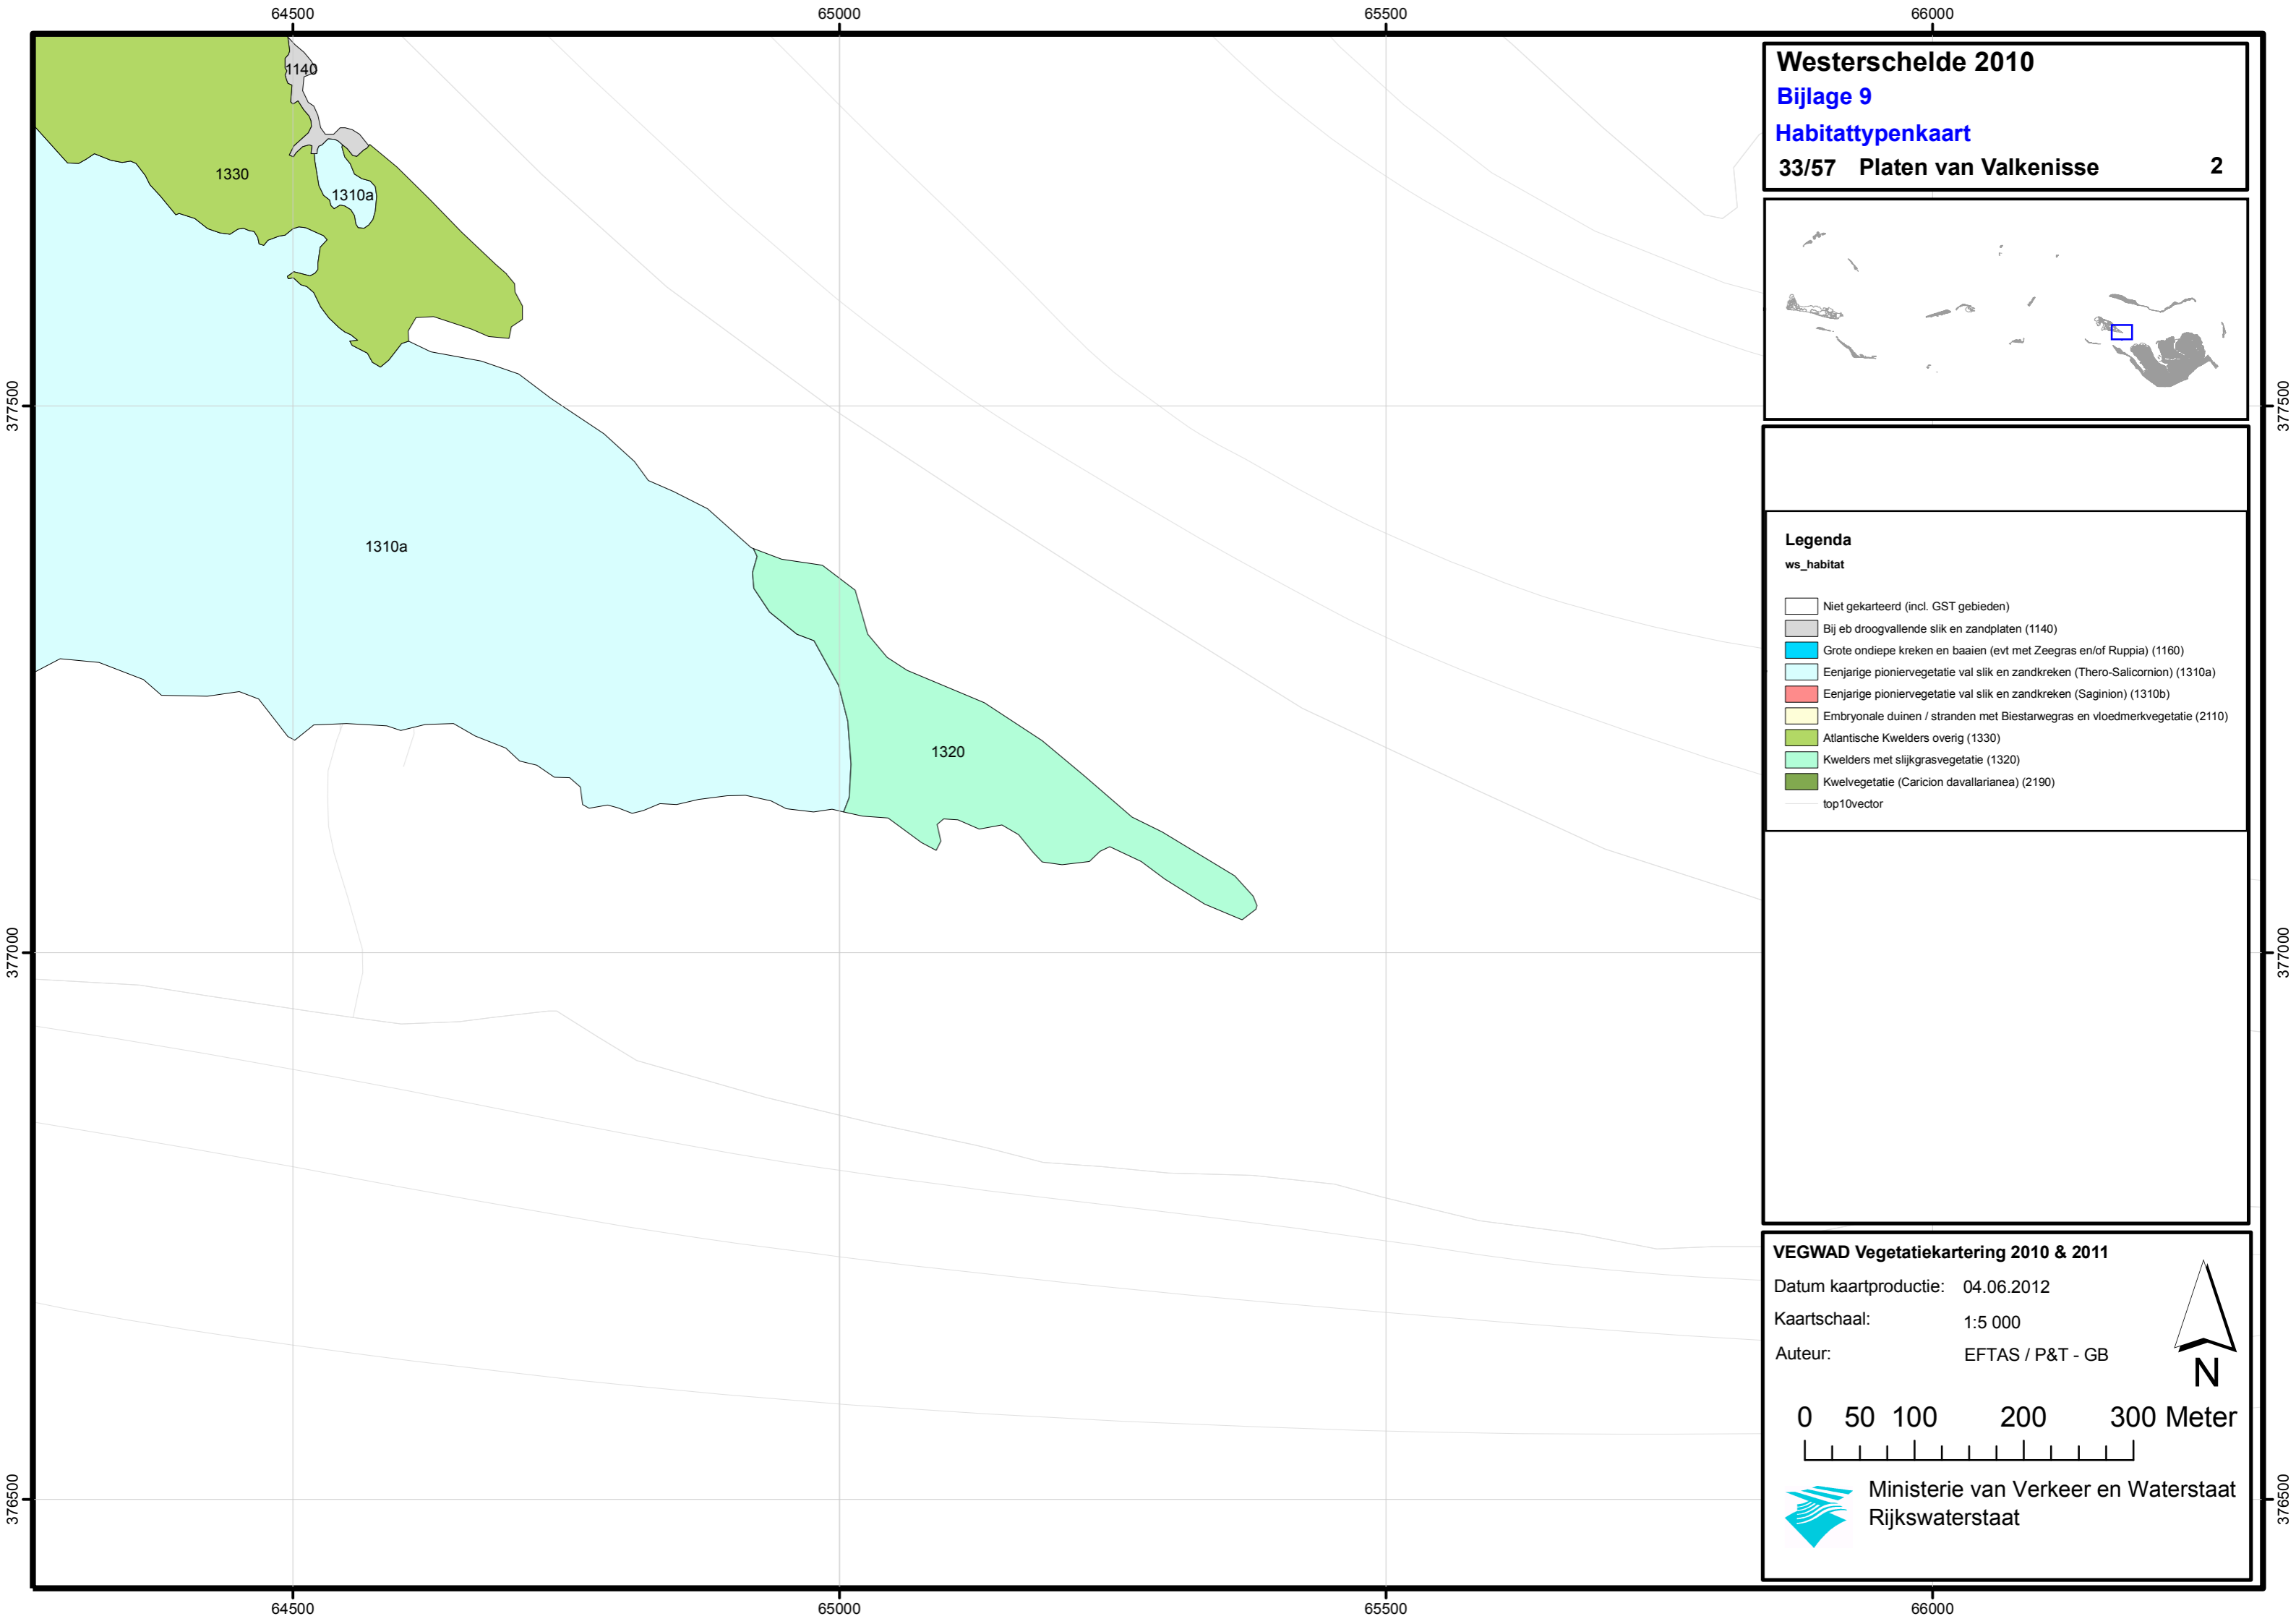 64500 65000 65500 66000
Westerschelde 2010
Bijlage 9
Habitattypenkaart
33/57 Platen van Valkenisse 2
1140
1330
1310a
377500 377500
1310a
Legenda
ws_habitat
Niet gekarteerd (incl. GST gebieden)
Bij eb droogvallende slik en zandplaten (1140)
Grote ondiepe kreken en baaien (evt met Zeegras en/of Ruppia) (1160)
Eenjarige pioniervegetatie val slik en zandkreken (Thero-Salicornion) (1310a)
Eenjarige pioniervegetatie val slik en zandkreken (Saginion) (1310b)
Embryonale duinen / stranden met Biestarwegras en vloedmerkvegetatie (2110)
Atlantische Kwelders overig (1330)
Kwelders met slijkgrasvegetatie (1320)
Kwelvegetatie (Caricion davallarianea) (2190)
top10vector
1320
377000 377000
VEGWAD Vegetatiekartering 2010 & 2011
Datum kaartproductie: 04.06.2012
Kaartschaal: 1:5 000
Auteur: EFTAS / P&T - GB
N
0 50 100 200 300 Meter
Ministerie van Verkeer en Waterstaat
Rijkswaterstaat
376500 376500
64500 65000 65500 66000